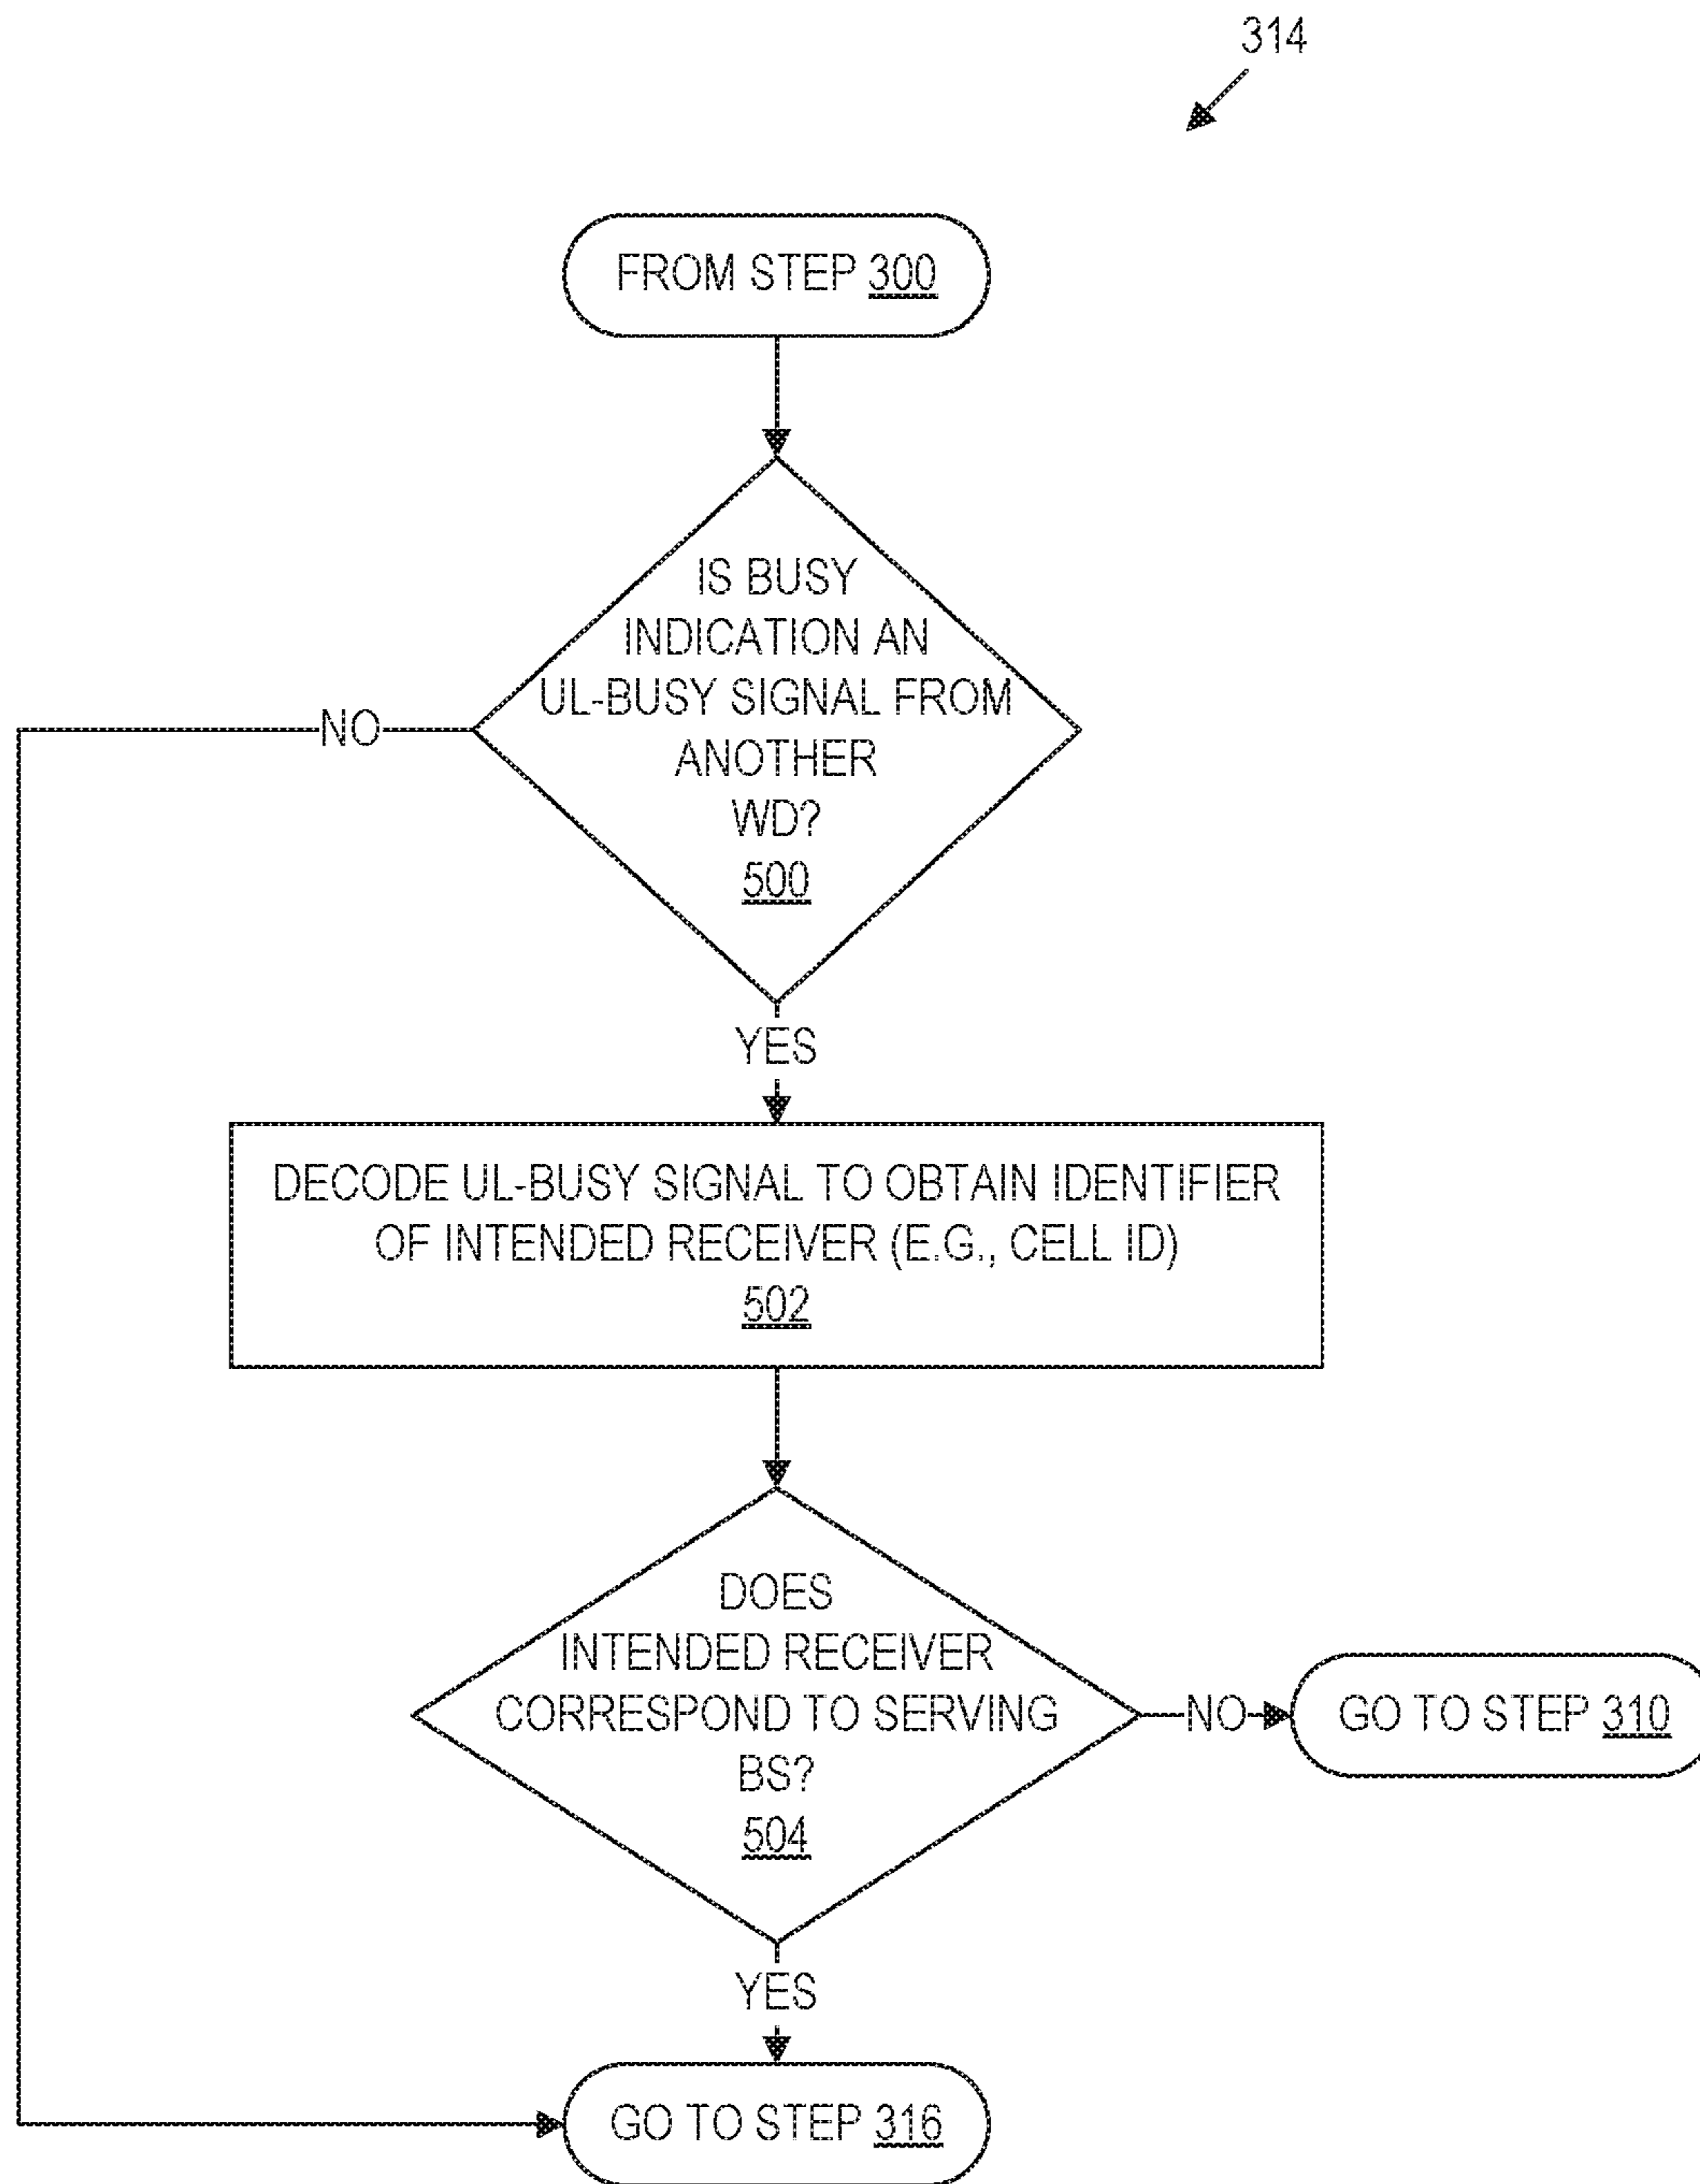 314
FROM STEP 300
IS BUSY
INDICATION AN
UL-BUSY SIGNAL FROM
ANOTHER
WD?
500
NO
YES
DECODE UL-BUSY SIGNAL TO OBTAIN IDENTIFIER
OF INTENDED RECEIVER (E.G., CELL ID)
502
DOES
INTENDED RECEIVER
CORRESPOND TO SERVING
BS?
504
NO
GO TO STEP 310
YES
GO TO STEP 316